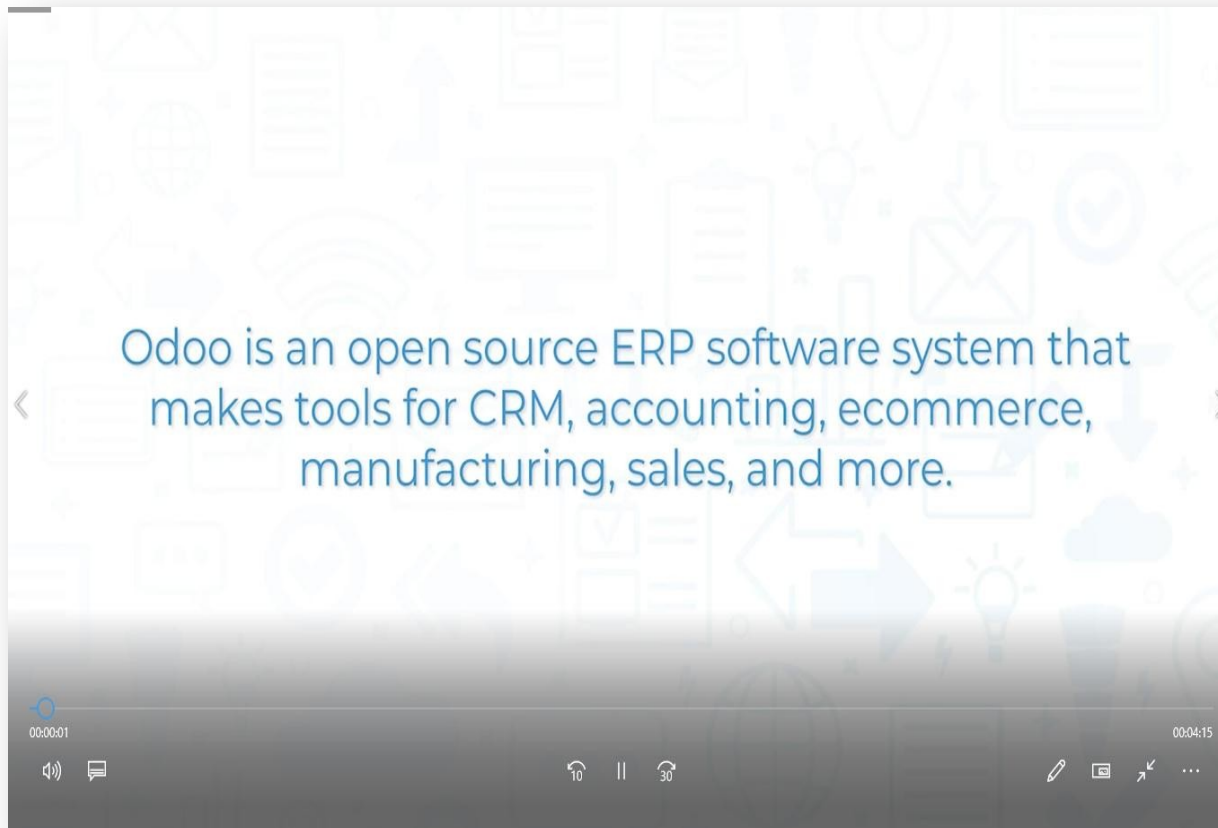 Odoo is an open source ERP software system that
makes tools for CRM, accounting, ecommerce,
manufacturing, sales, and more.
00:00:01
00:04:15
10
30